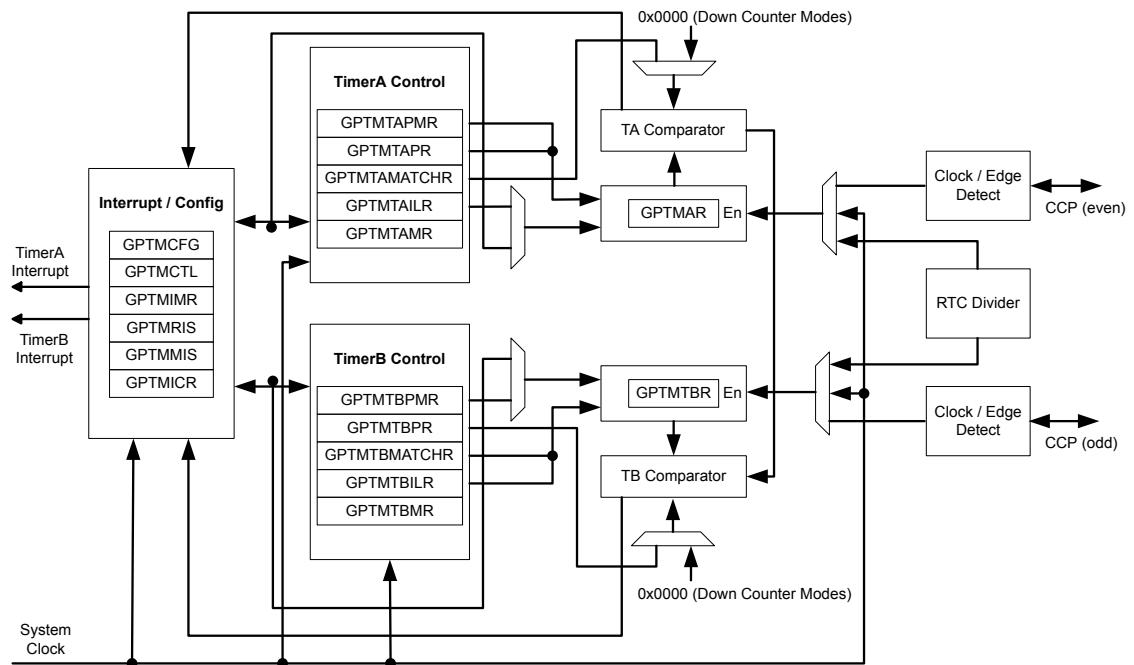 0x0000 (Down Counter Modes)
TimerA Control
GPTMTAPMR
GPTMTAPR
GPTMTAMATCHR
GPTMTAILR
GPTMTAMR
TA Comparator
GPTMAR
En
Clock / Edge
Detect
CCP (even)
Interrupt / Config
GPTMCFG
GPTMCTL
GPTMIMR
GPTMRIS
GPTMMIS
GPTMICR
TimerA
Interrupt
TimerB
Interrupt
RTC Divider
TimerB Control
GPTMTBPMR
GPTMTBPR
GPTMTBMATCHR
GPTMTBILR
GPTMTBMR
GPTMTBR
En
TB Comparator
Clock / Edge
Detect
CCP (odd)
0x0000 (Down Counter Modes)
System
Clock